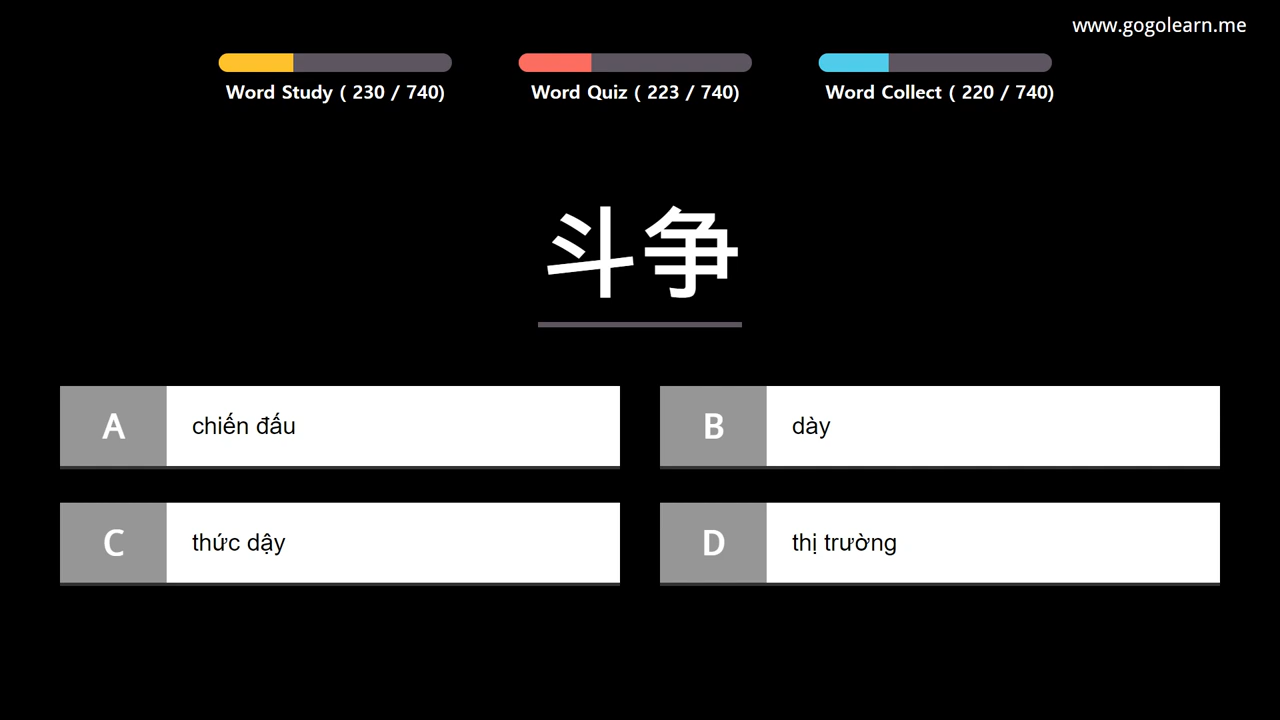 www.gogolearn.me
Word Study ( 230 / 740)
Word Quiz ( 223 / 740)
Word Collect ( 220 / 740)
斗争
A chiến đấu
B dày
C thức dậy
D thị trường